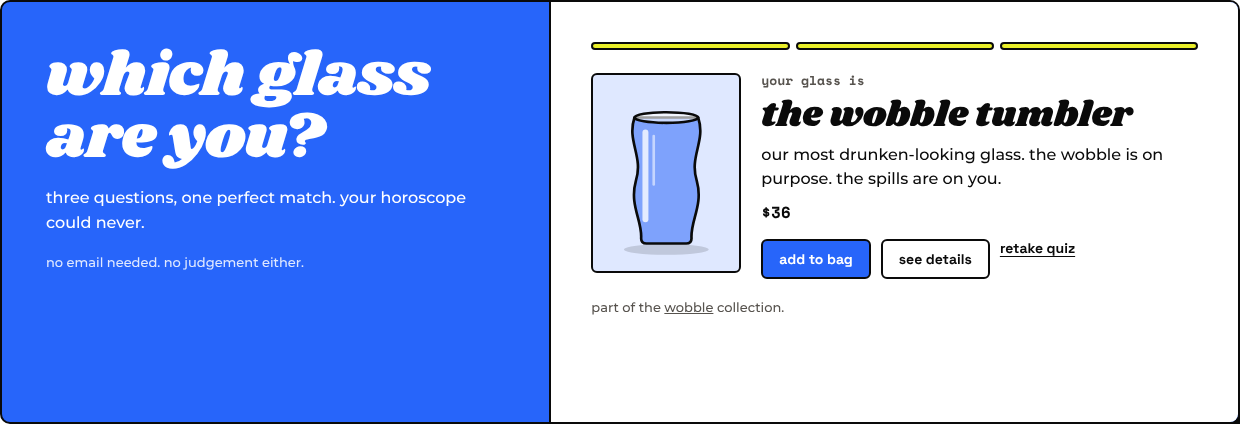 which glass
are you?
three questions, one perfect match. your horoscope
could never.
no email needed. no judgement either.
your glass is
the wobble tumbler
our most drunken-looking glass. the wobble is on
purpose. the spills are on you.
$36
add to bag
see details
retake quiz
part of the wobble collection.